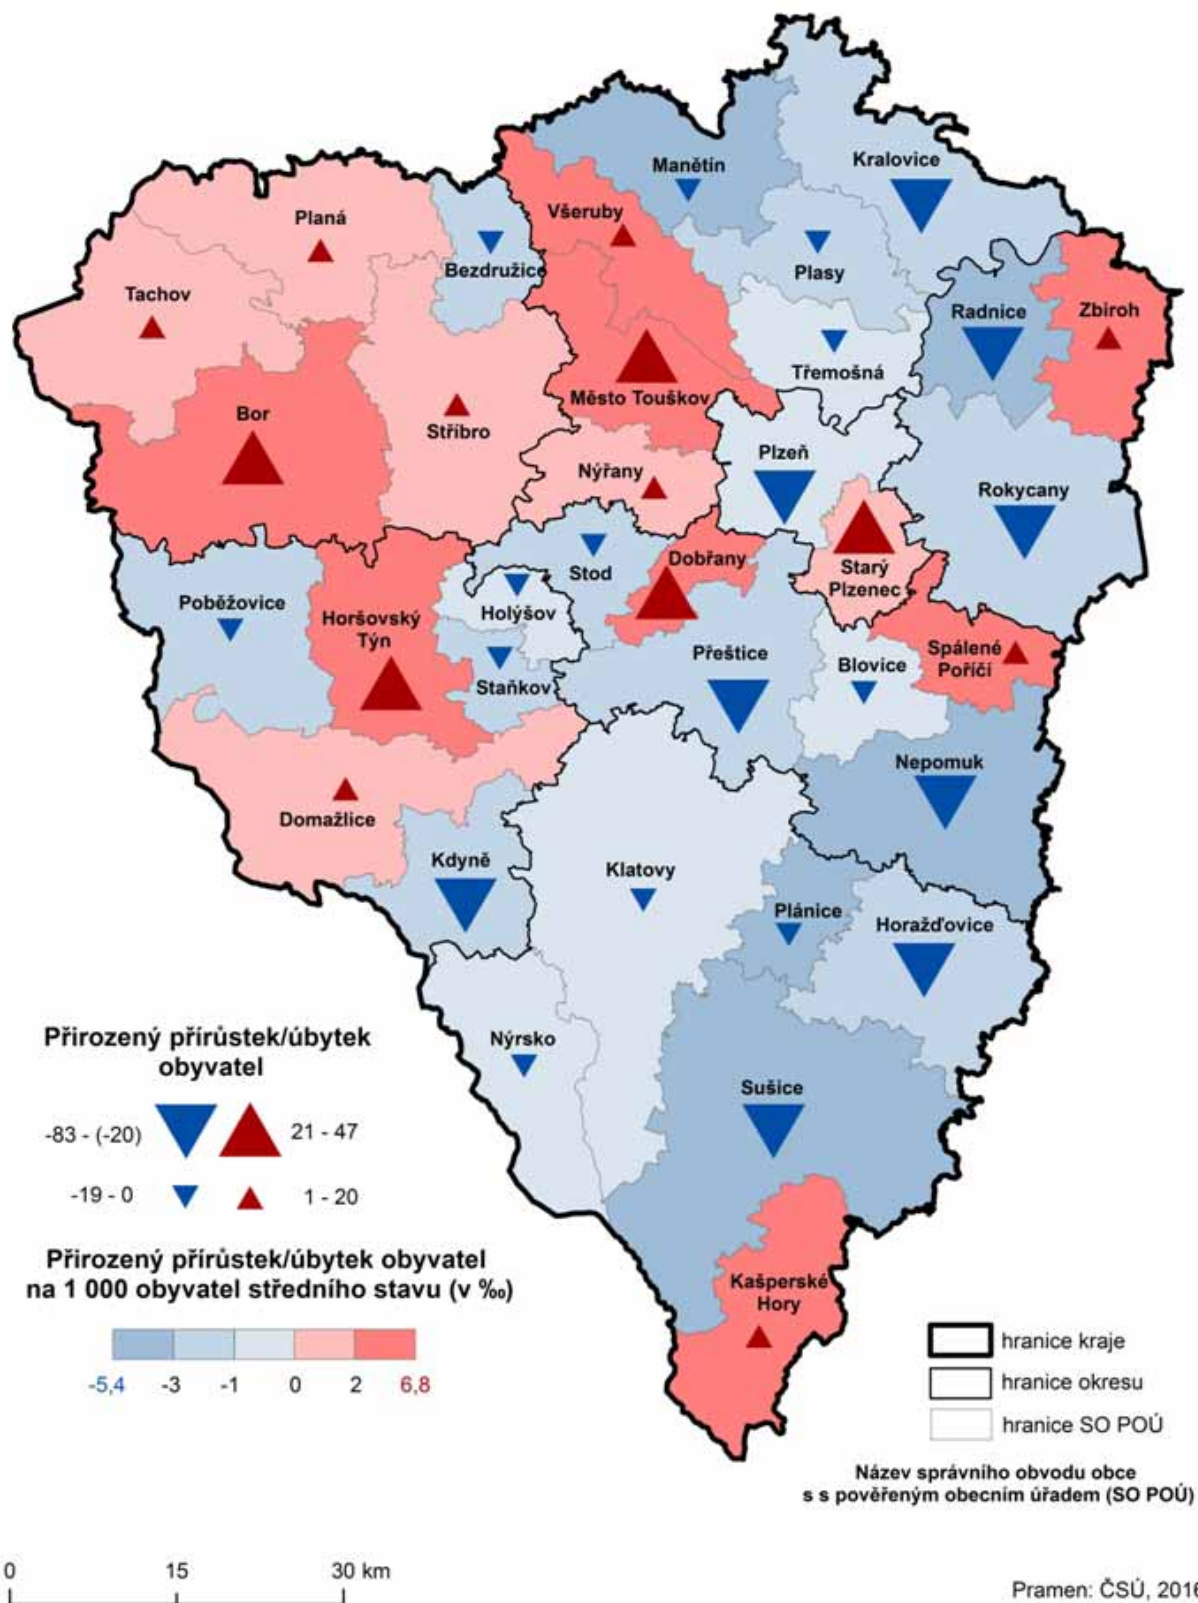 Manětín
Kralovice
Všeruby
Planá
Bezdružice
Plasy
Tachov
Radnice
Zbiroh
Třemošná
Město Touškov
Bor
Stříbro
Plzeň
Nýřany
Rokycany
Dobřany
Stod
Starý
Plzenec
Poběžovice
Holýšov
Horšovský
Týn
Přeštice
Blovice
Spálené
Poříčí
Staňkov
Nepomuk
Domažlice
Kdyně
Klatovy
Plánice
Horažďovice
Nýrsko
Sušice
Kašperské
Hory
Přirozený přírůstek/úbytek
obyvatel
-83 - (-20)
21 - 47
-19 - 0
1 - 20
Přirozený přírůstek/úbytek obyvatel
na 1 000 obyvatel středního stavu (v ‰)
-5,4 -3 -1 0 2 6,8
hranice kraje
hranice okresu
hranice SO POÚ
Název správního obvodu obce
s s pověřeným obecním úřadem (SO POÚ)
0 15 30 km
Pramen: ČSÚ, 2016